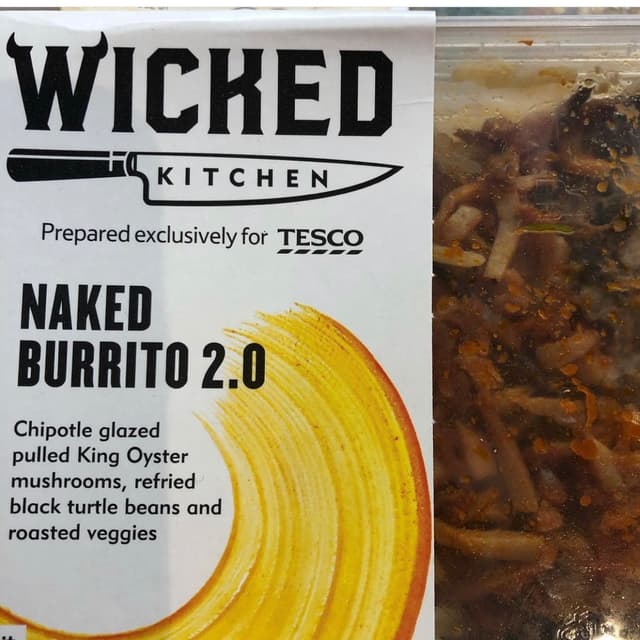 WICKED
KITCHEN
Prepared exclusively for TESCO
NAKED
BURRITO 2.0
Chipotle glazed
pulled King Oyster
mushrooms, refried
black turtle beans and
roasted veggies